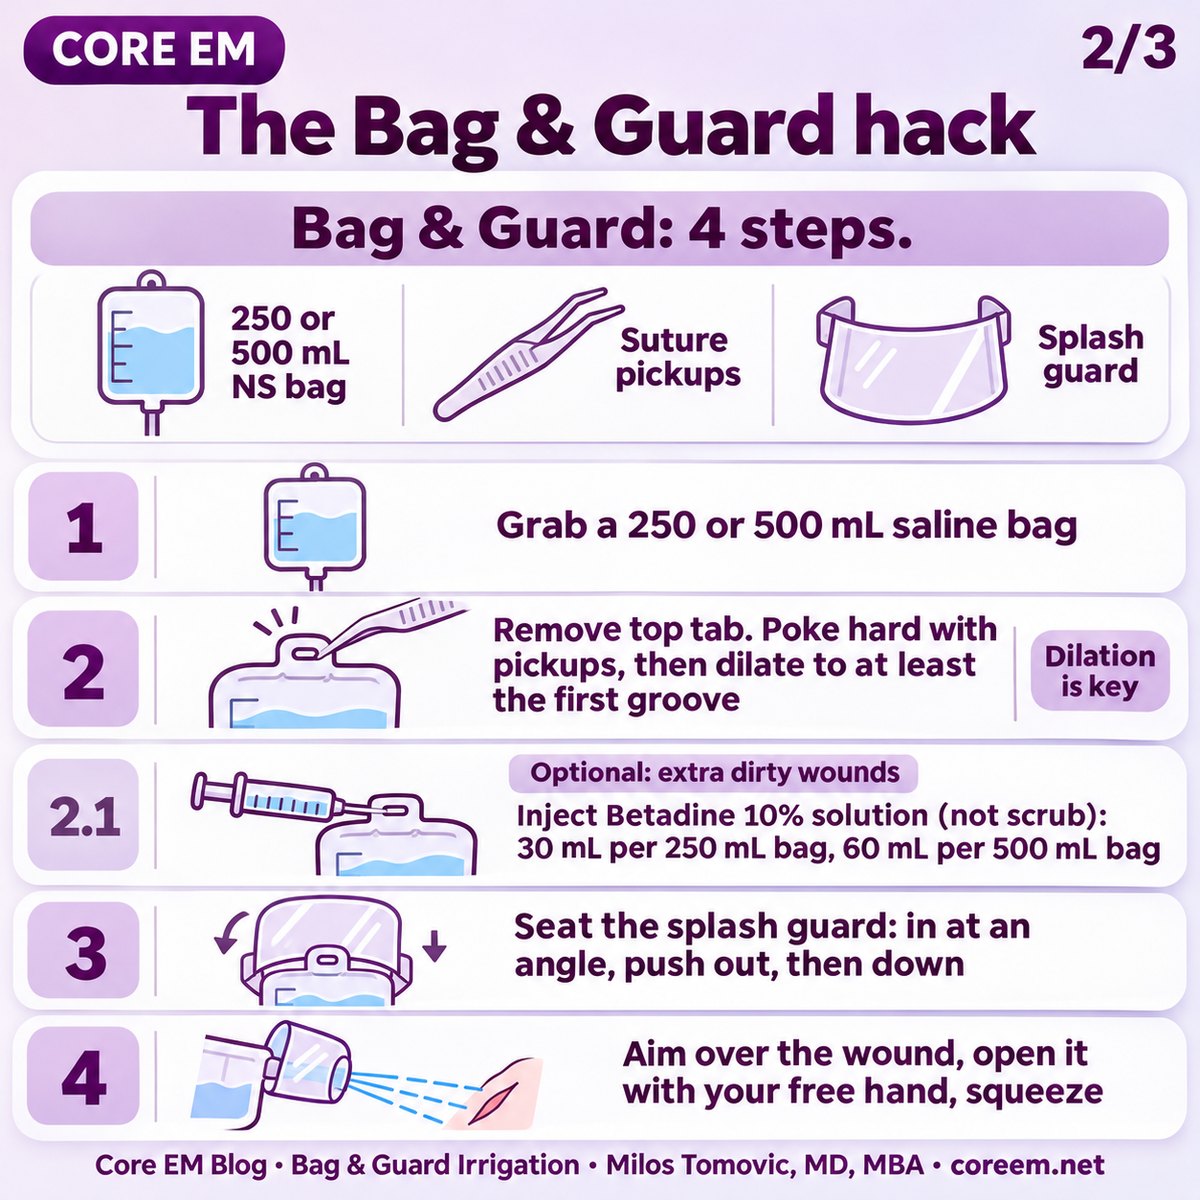 CORE EM
2/3
The Bag & Guard hack
Bag & Guard: 4 steps.
250 or
500 mL
NS bag
Suture
pickups
Splash
guard
1
Grab a 250 or 500 mL saline bag
2
Remove top tab. Poke hard with
pickups, then dilate to at least
the first groove
Dilation
is key
2.1
Optional: extra dirty wounds
Inject Betadine 10% solution (not scrub):
30 mL per 250 mL bag, 60 mL per 500 mL bag
3
Seat the splash guard: in at an
angle, push out, then down
4
Aim over the wound, open it
with your free hand, squeeze
Core EM Blog • Bag & Guard Irrigation • Milos Tomovic, MD, MBA • coreem.net